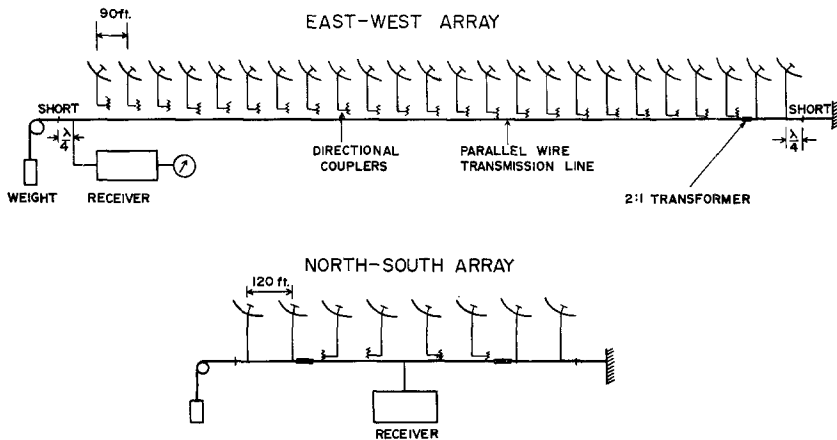 EAST-WEST ARRAY
90ft.
SHORT
SHORT
λ/4
λ/4
WEIGHT
RECEIVER
DIRECTIONAL
COUPLERS
PARALLEL WIRE
TRANSMISSION LINE
2:1 TRANSFORMER
NORTH-SOUTH ARRAY
120 ft.
RECEIVER